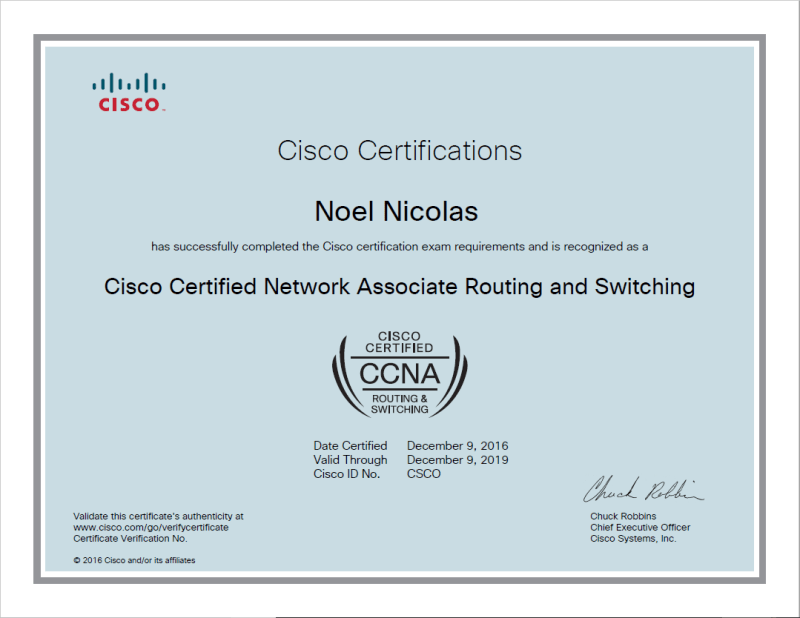 CISCO
Cisco Certifications
Noel Nicolas
has successfully completed the Cisco certification exam requirements and is recognized as a
Cisco Certified Network Associate Routing and Switching
CISCO
CERTIFIED
CCNA
ROUTING &
SWITCHING
Date Certified December 9, 2016
Valid Through December 9, 2019
Cisco ID No. CSCO
Chuck Robbins
Validate this certificate's authenticity at
www.cisco.com/go/verifycertificate
Certificate Verification No.
© 2016 Cisco and/or its affiliates
Chuck Robbins
Chief Executive Officer
Cisco Systems, Inc.